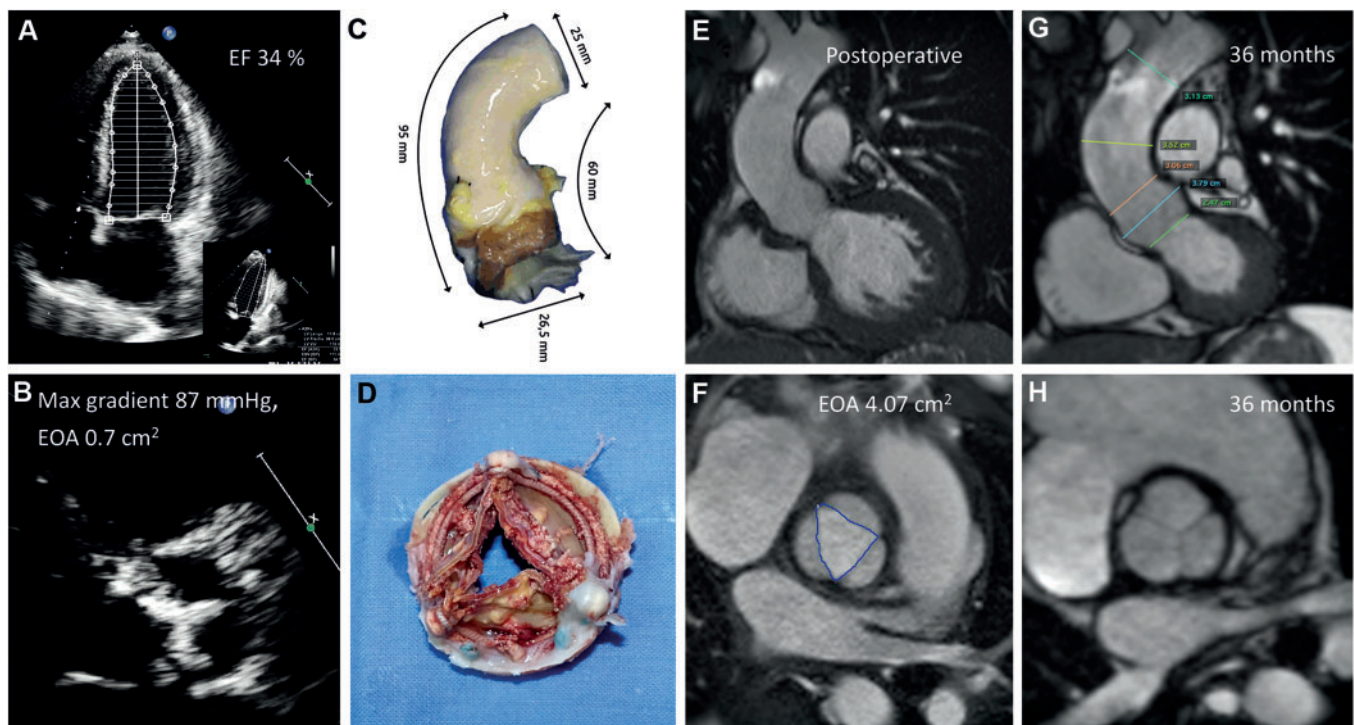 A
EF 34 %
B
Max gradient 87 mmHg,
EOA 0.7 cm²
C
25 mm
95 mm
60 mm
26,5 mm
D
E
Postoperative
F
EOA 4.07 cm²
G
36 months
3.13 cm
3.52 cm
3.06 cm
3.79 cm
2.47 cm
H
36 months